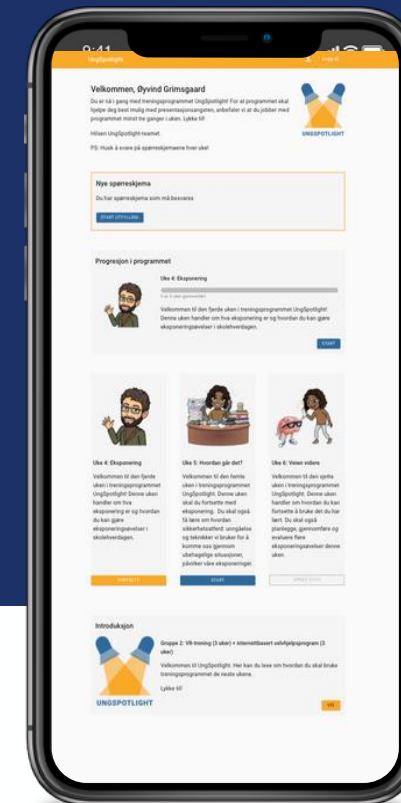 9:41
UngSpotlight
Logg ut
Velkommen, Øyvind Grimsgaard
Du er nå i gang med treningsprogrammet UngSpotlight! For at programmet skal
hjelpe deg best mulig med presentasjonsangsten, anbefaler vi at du jobber med
programmet minst tre ganger i uken. Lykke til!
Hilsen UngSpotlight-teamet
PS: Husk å svare på spørreskjemaene hver uke!
UNGSPOTLIGHT
Nye spørreskjema
Du har spørreskjema som må besvares
START UTFYLLING
Progresjon i programmet
Uke 4: Eksponering
Velkommen til den fjerde uken i treningsprogrammet UngSpotlight!
Denne uken handler om hva eksponering er og hvordan du kan gjøre
eksponeringsøvelser i skolehverdagen.
START
Uke 4: Eksponering
Velkommen til den fjerde
uken i treningsprogrammet
UngSpotlight! Denne uken
handler om hva
eksponering er og hvordan
du kan gjøre
eksponeringsøvelser i
skolehverdagen.
FORTSETT
Uke 5: Hvordan går det?
Velkommen til den femte
uken i treningsprogrammet
UngSpotlight. Denne uken
skal du fortsette med
eksponering. Du skal også
få lære om hvordan
sikkerhetsatferd: unngåelse
og teknikker vi bruker for å
komme oss gjennom
ubehagelige situasjoner,
påvirker våre eksponeringer.
START
Uke 6: Veien videre
Velkommen til den sjette
uken i treningsprogrammet
UngSpotlight. Denne uken
handler om hvordan du kan
fortsette å bruke det du har
lært. Du skal også
planlegge, gjennomføre og
evaluere flere
eksponeringsøvelser denne
uken.
Introduksjon
Gruppe 2: VR-trening (3 uker) + internettbasert selvhjelpsprogram (3
uker)
Velkommen til UngSpotlight. Her kan du lese om hvordan du skal bruke
treningsprogrammet de neste ukene.
Lykke til!
UNGSPOTLIGHT
VIS